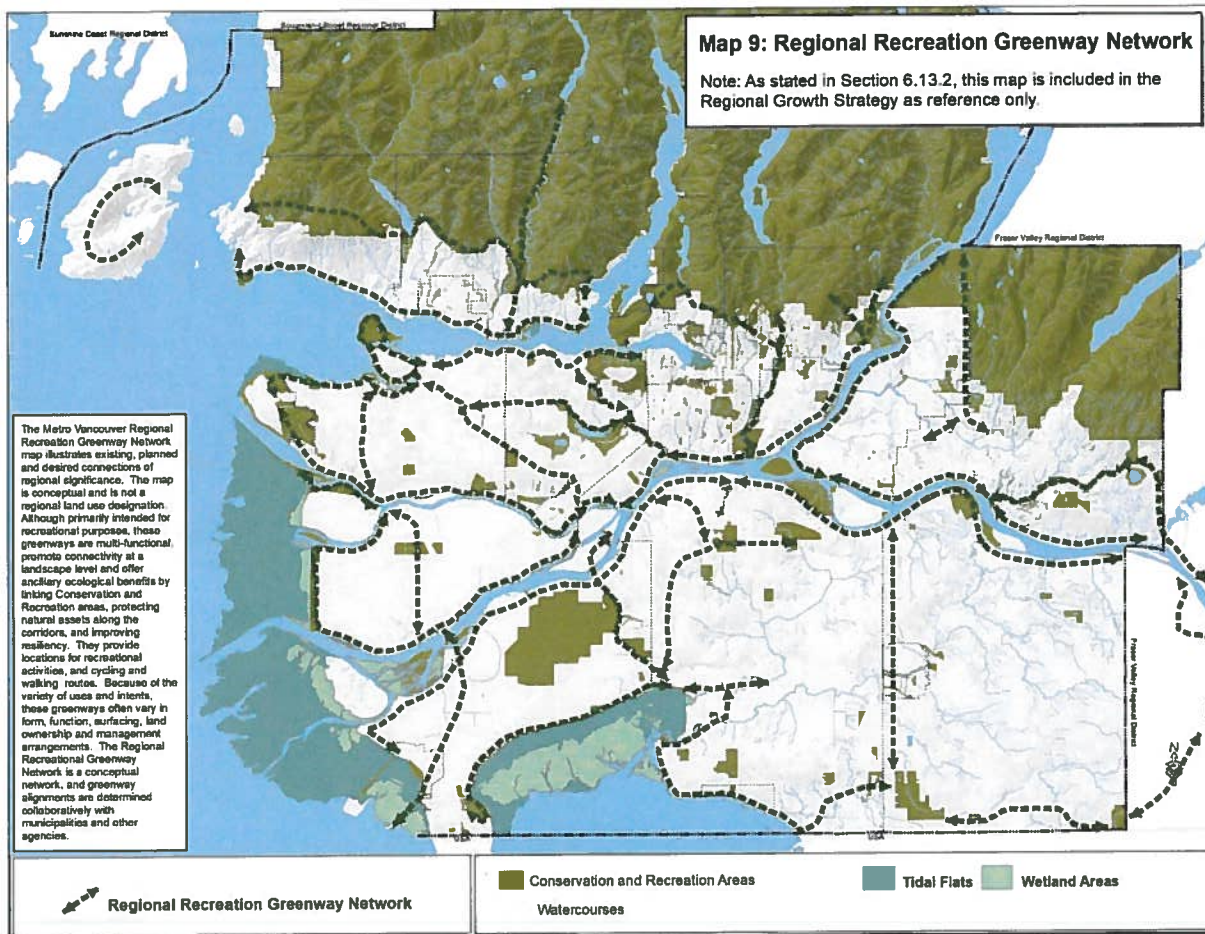 Sunshine Coast Regional District
Squamish-Lillooet Regional District
Map 9: Regional Recreation Greenway Network
Note: As stated in Section 6.13.2, this map is included in the
Regional Growth Strategy as reference only.
Fraser Valley Regional District
The Metro Vancouver Regional
Recreation Greenway Network
map illustrates existing, planned
and desired connections of
regional significance. The map
is conceptual and is not a
regional land use designation.
Although primarily intended for
recreational purposes, these
greenways are multi-functional,
promote connectivity at a
landscape level and offer
ancillary ecological benefits by
linking Conservation and
Recreation areas, protecting
natural assets along the
corridors, and improving
resiliency. They provide
locations for recreational
activities, and cycling and
walking routes. Because of the
variety of uses and intents,
these greenways often vary in
form, function, surfacing, land
ownership and management
arrangements. The Regional
Recreational Greenway
Network is a conceptual
network, and greenway
alignments are determined
collaboratively with
municipalities and other
agencies.
Fraser Valley Regional District
USA
USA
Regional Recreation Greenway Network
Conservation and Recreation Areas
Tidal Flats
Wetland Areas
Watercourses